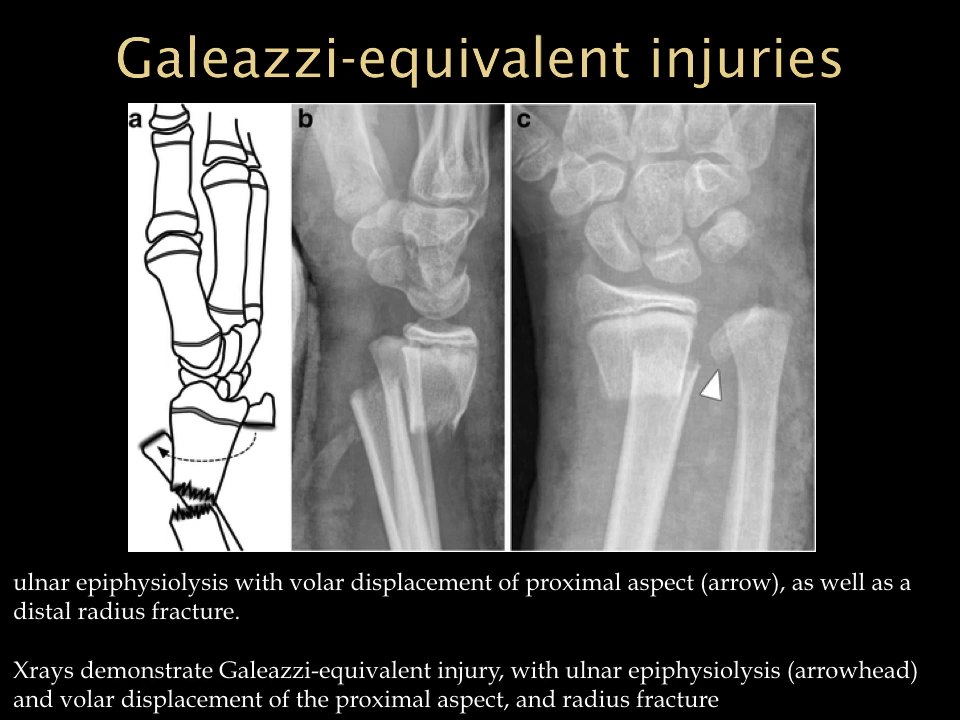 Galeazzi-equivalent injuries
a
b
c
ulnar epiphysiolysis with volar displacement of proximal aspect (arrow), as well as a
distal radius fracture.
Xrays demonstrate Galeazzi-equivalent injury, with ulnar epiphysiolysis (arrowhead)
and volar displacement of the proximal aspect, and radius fracture